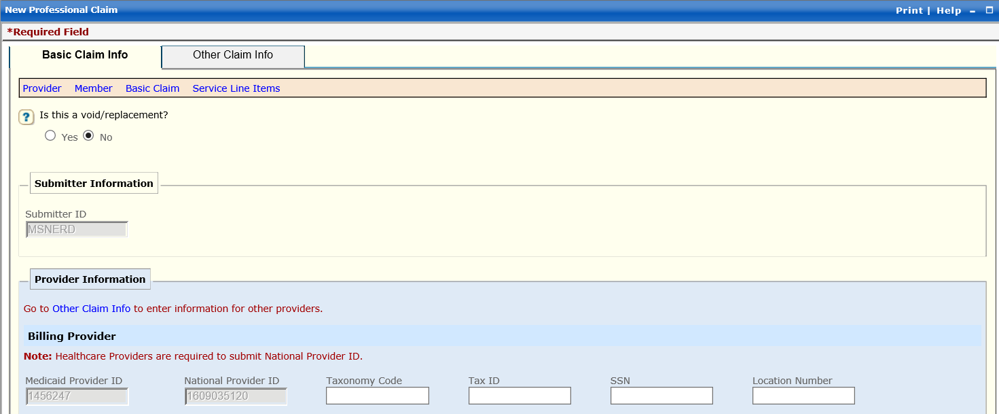 New Professional Claim Print | Help
*Required Field
Basic Claim Info Other Claim Info
Provider Member Basic Claim Service Line Items
? Is this a void/replacement?
Yes No
Submitter Information
Submitter ID
MSNERD
Provider Information
Go to Other Claim Info to enter information for other providers.
Billing Provider
Note: Healthcare Providers are required to submit National Provider ID.
Medicaid Provider ID National Provider ID Taxonomy Code Tax ID SSN Location Number
1456247 1609035120